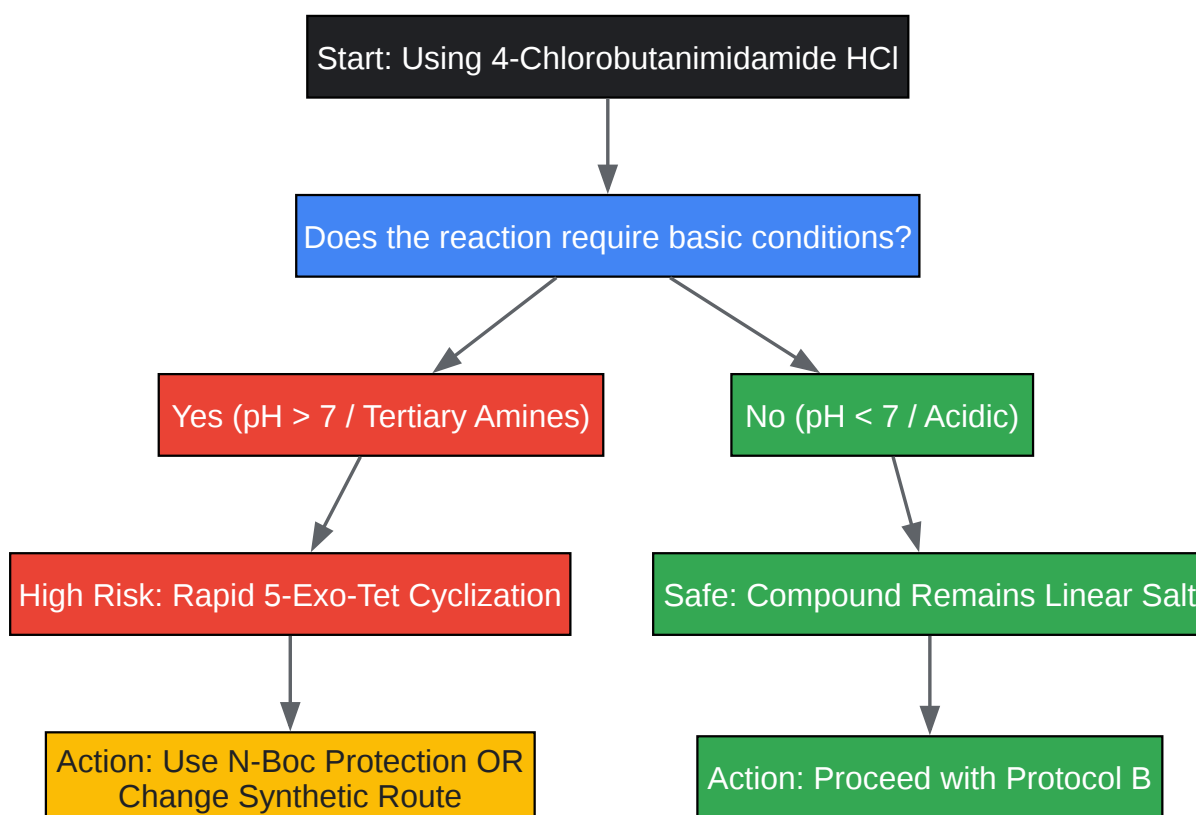 Start: Using 4-Chlorobutanimidamide HCl
Does the reaction require basic conditions?
Yes (pH > 7 / Tertiary Amines)
No (pH < 7 / Acidic)
High Risk: Rapid 5-Exo-Tet Cyclization
Safe: Compound Remains Linear Salt
Action: Use N-Boc Protection OR
Change Synthetic Route
Action: Proceed with Protocol B